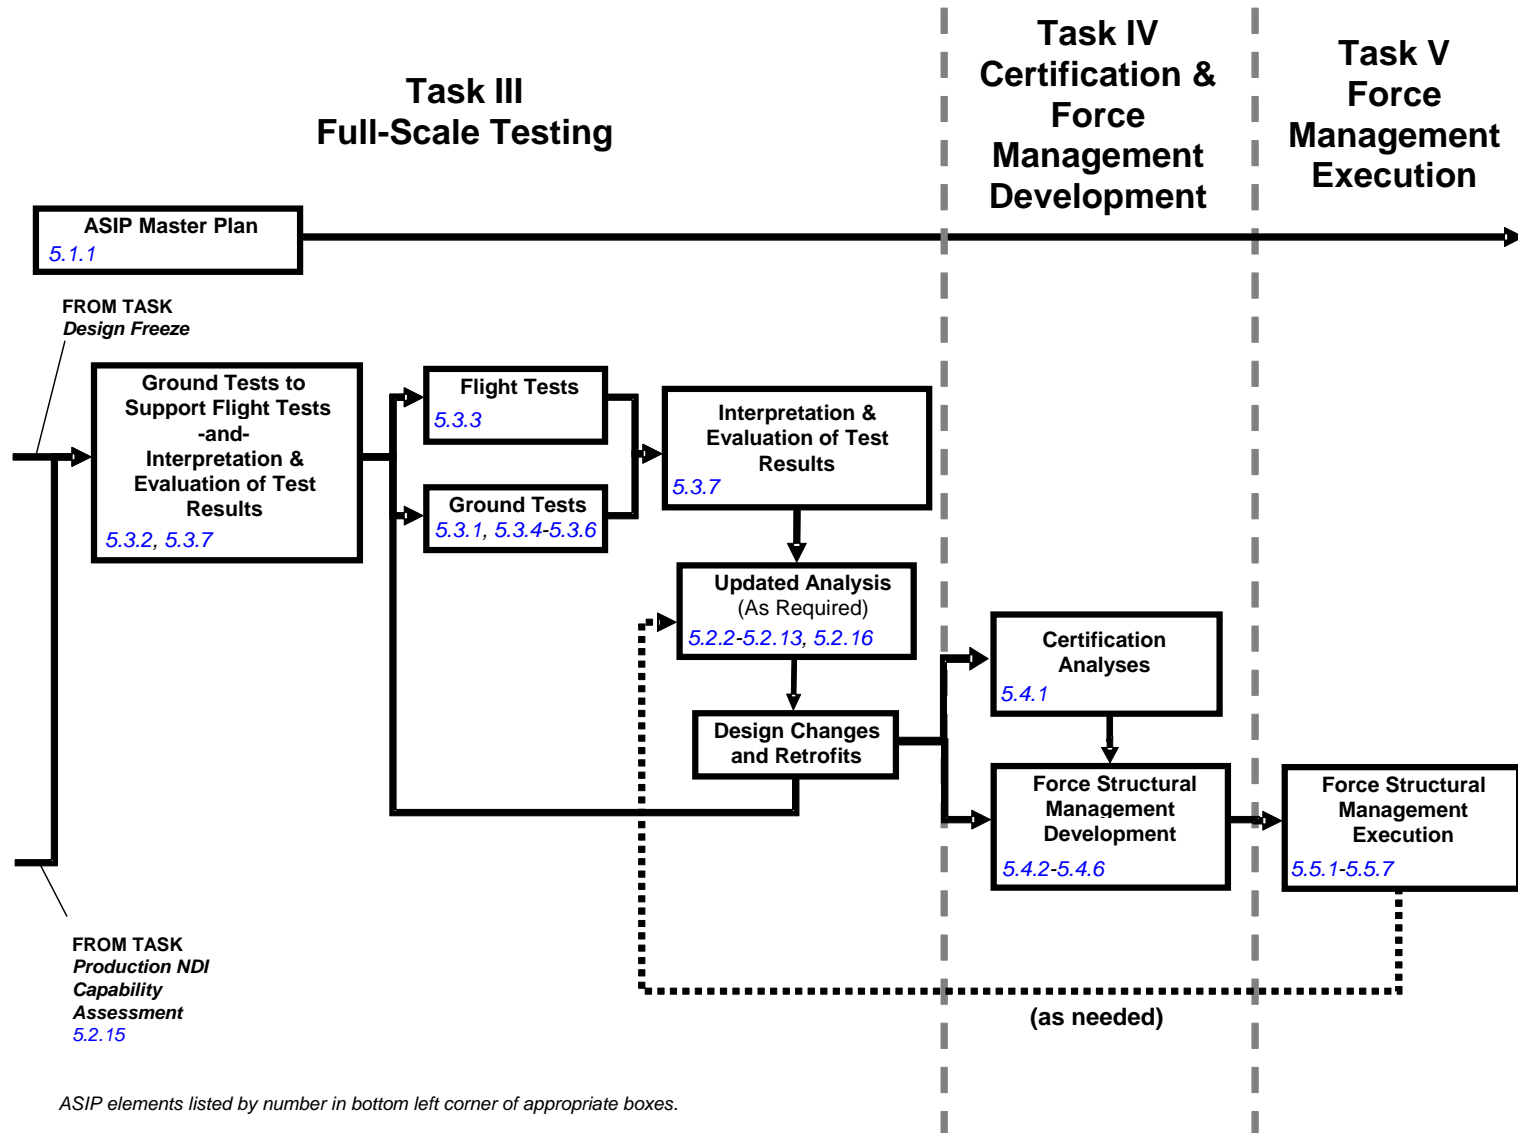 Task III
Full-Scale Testing
Task IV
Certification &
Force
Management
Development
Task V
Force
Management
Execution
ASIP Master Plan
5.1.1
FROM TASK
Design Freeze
Ground Tests to
Support Flight Tests
-and-
Interpretation &
Evaluation of Test
Results
5.3.2, 5.3.7
Flight Tests
5.3.3
Ground Tests
5.3.1, 5.3.4-5.3.6
Interpretation &
Evaluation of Test
Results
5.3.7
Updated Analysis
(As Required)
5.2.2-5.2.13, 5.2.16
Design Changes
and Retrofits
Certification
Analyses
5.4.1
Force Structural
Management
Development
5.4.2-5.4.6
Force Structural
Management
Execution
5.5.1-5.5.7
FROM TASK
Production NDI
Capability
Assessment
5.2.15
(as needed)
ASIP elements listed by number in bottom left corner of appropriate boxes.